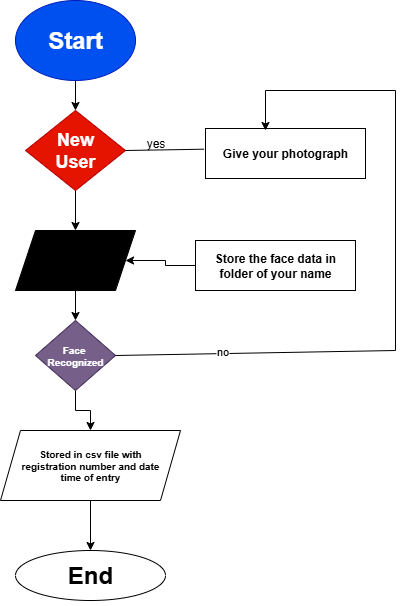 Start
New
User
yes
Give your photograph
Store the face data in
folder of your name
Face
Recognized
no
Stored in csv file with
registration number and date
time of entry
End